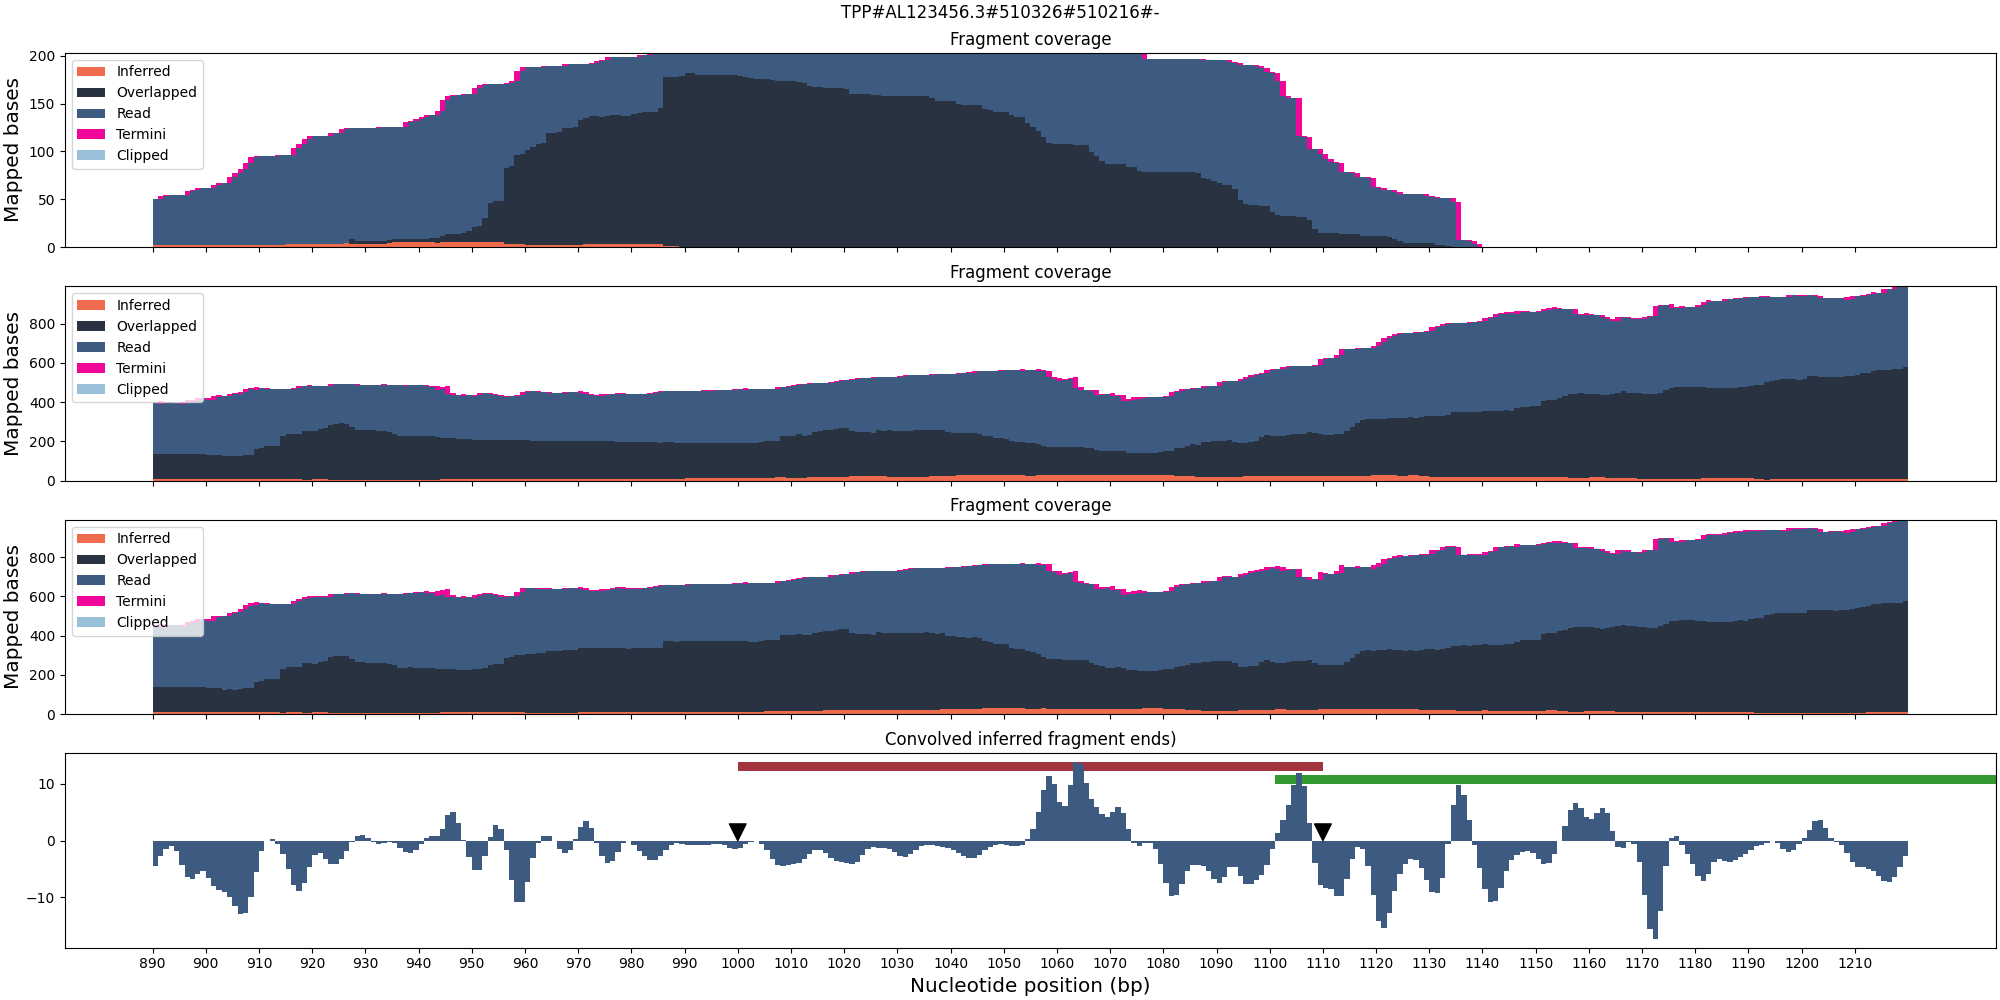 TPP#AL123456.3#510326#510216#-
Fragment coverage
Mapped bases
200
150
100
50
0
Inferred
Overlapped
Read
Termini
Clipped
Fragment coverage
Mapped bases
800
600
400
200
0
Inferred
Overlapped
Read
Termini
Clipped
Fragment coverage
Mapped bases
800
600
400
200
0
Inferred
Overlapped
Read
Termini
Clipped
Convolved inferred fragment ends)
10
0
−10
890 900 910 920 930 940 950 960 970 980 990 1000 1010 1020 1030 1040 1050 1060 1070 1080 1090 1100 1110 1120 1130 1140 1150 1160 1170 1180 1190 1200 1210
Nucleotide position (bp)